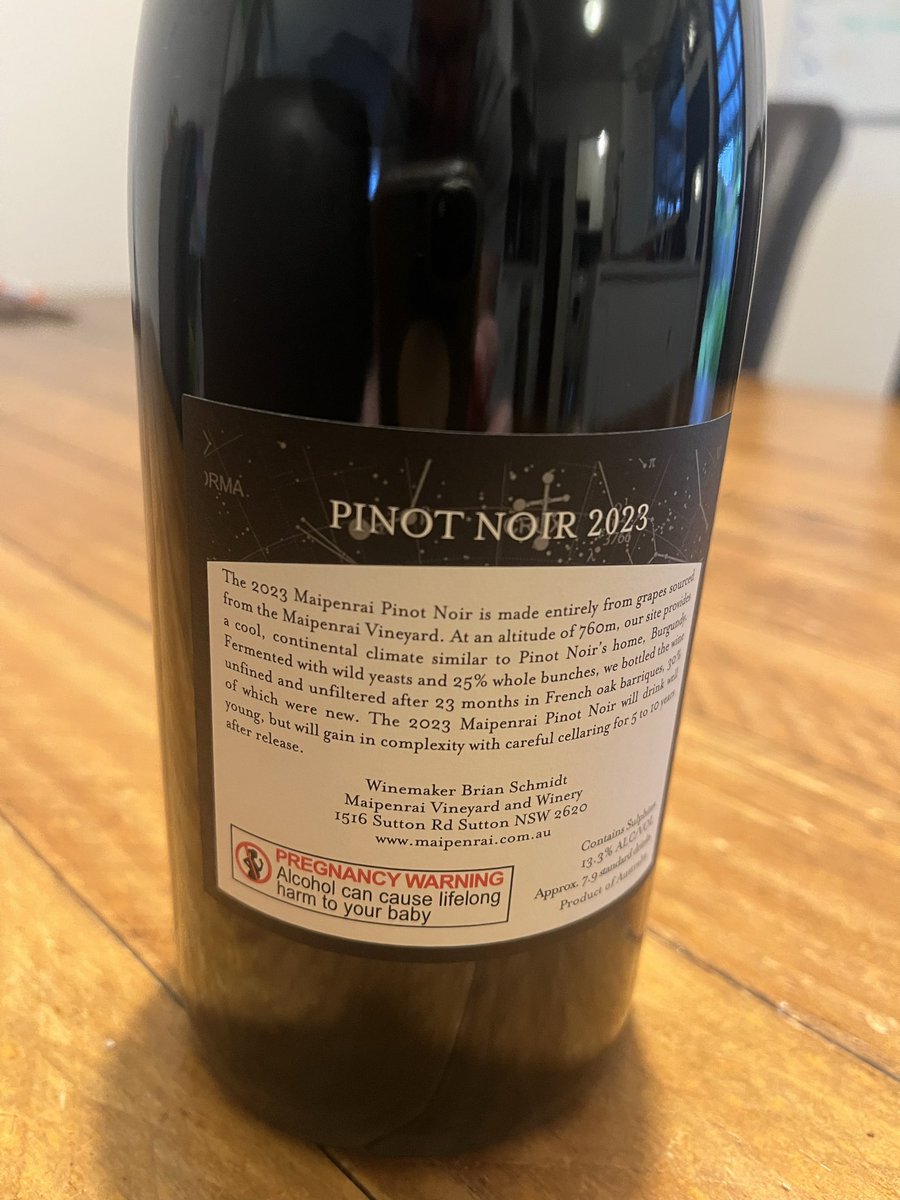 ORMA
π
PINOT NOIR 2023
The 2023 Maipenrai Pinot Noir is made entirely from grapes sourced
from the Maipenrai Vineyard. At an altitude of 760m, our site provides
a cool, continental climate similar to Pinot Noir's home, Burgundy.
Fermented with wild yeasts and 25% whole bunches, we bottled the wine
unfined and unfiltered after 23 months in French oak barriques, 30%
of which were new. The 2023 Maipenrai Pinot Noir will drink well
young, but will gain in complexity with careful cellaring for 5 to 10 years
after release.
Winemaker Brian Schmidt
Maipenrai Vineyard and Winery
1516 Sutton Rd Sutton NSW 2620
www.maipenrai.com.au
PREGNANCY WARNING
Alcohol can cause lifelong
harm to your baby
Contains Sulphites
13.3% ALC/VOL
Approx. 7.9 standard drinks
Product of Australia